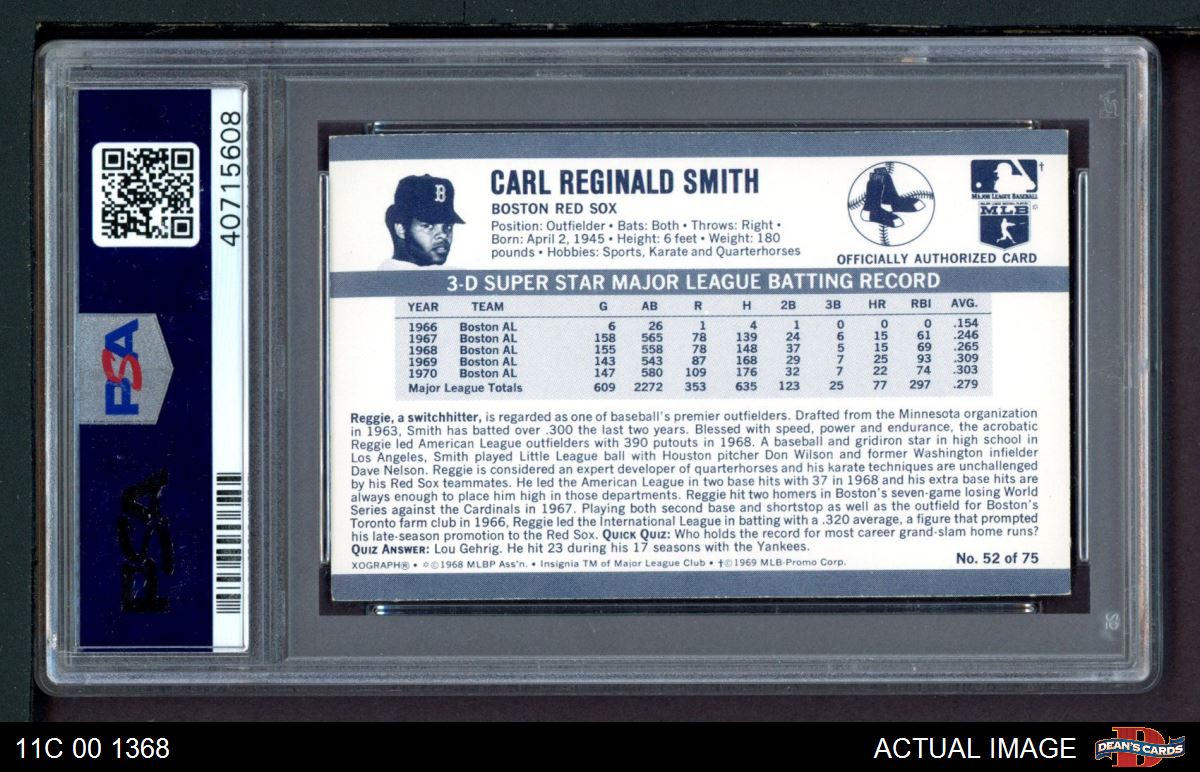 PSA
40715608
PSA
B
CARL REGINALD SMITH
BOSTON RED SOX
Position: Outfielder • Bats: Both • Throws: Right •
Born: April 2, 1945 • Height: 6 feet • Weight: 180
pounds • Hobbies: Sports, Karate and Quarterhorses
MAJOR LEAGUE BASEBALL
†
MLB
OFFICIALLY AUTHORIZED CARD
3-D SUPER STAR MAJOR LEAGUE BATTING RECORD
YEAR TEAM G AB R H 2B 3B HR RBI AVG.
1966 Boston AL 6 26 1 4 1 0 0 0 .154
1967 Boston AL 158 565 78 139 24 6 15 61 .246
1968 Boston AL 155 558 78 148 37 5 15 69 .265
1969 Boston AL 143 543 87 168 29 7 25 93 .309
1970 Boston AL 147 580 109 176 32 7 22 74 .303
Major League Totals 609 2272 353 635 123 25 77 297 .279
Reggie, a switchhitter, is regarded as one of baseball's premier outfielders. Drafted from the Minnesota organization
in 1963, Smith has batted over .300 the last two years. Blessed with speed, power and endurance, the acrobatic
Reggie led American League outfielders with 390 putouts in 1968. A baseball and gridiron star in high school in
Los Angeles, Smith played Little League ball with Houston pitcher Don Wilson and former Washington infielder
Dave Nelson. Reggie is considered an expert developer of quarterhorses and his karate techniques are unchallenged
by his Red Sox teammates. He led the American League in two base hits with 37 in 1968 and his extra base hits are
always enough to place him high in those departments. Reggie hit two homers in Boston's seven-game losing World
Series against the Cardinals in 1967. Playing both second base and shortstop as well as the outfield for Boston's
Toronto farm club in 1966, Reggie led the International League in batting with a .320 average, a figure that prompted
his late-season promotion to the Red Sox. QUICK QUIZ: Who holds the record for most career grand-slam home runs?
QUIZ ANSWER: Lou Gehrig. He hit 23 during his 17 seasons with the Yankees.
No. 52 of 75
XOGRAPH® • ☆©1968 MLBP Ass'n. • Insignia TM of Major League Club • †©1969 MLB-Promo Corp.
11C 00 1368
ACTUAL IMAGE
D
DEAN'S CARDS